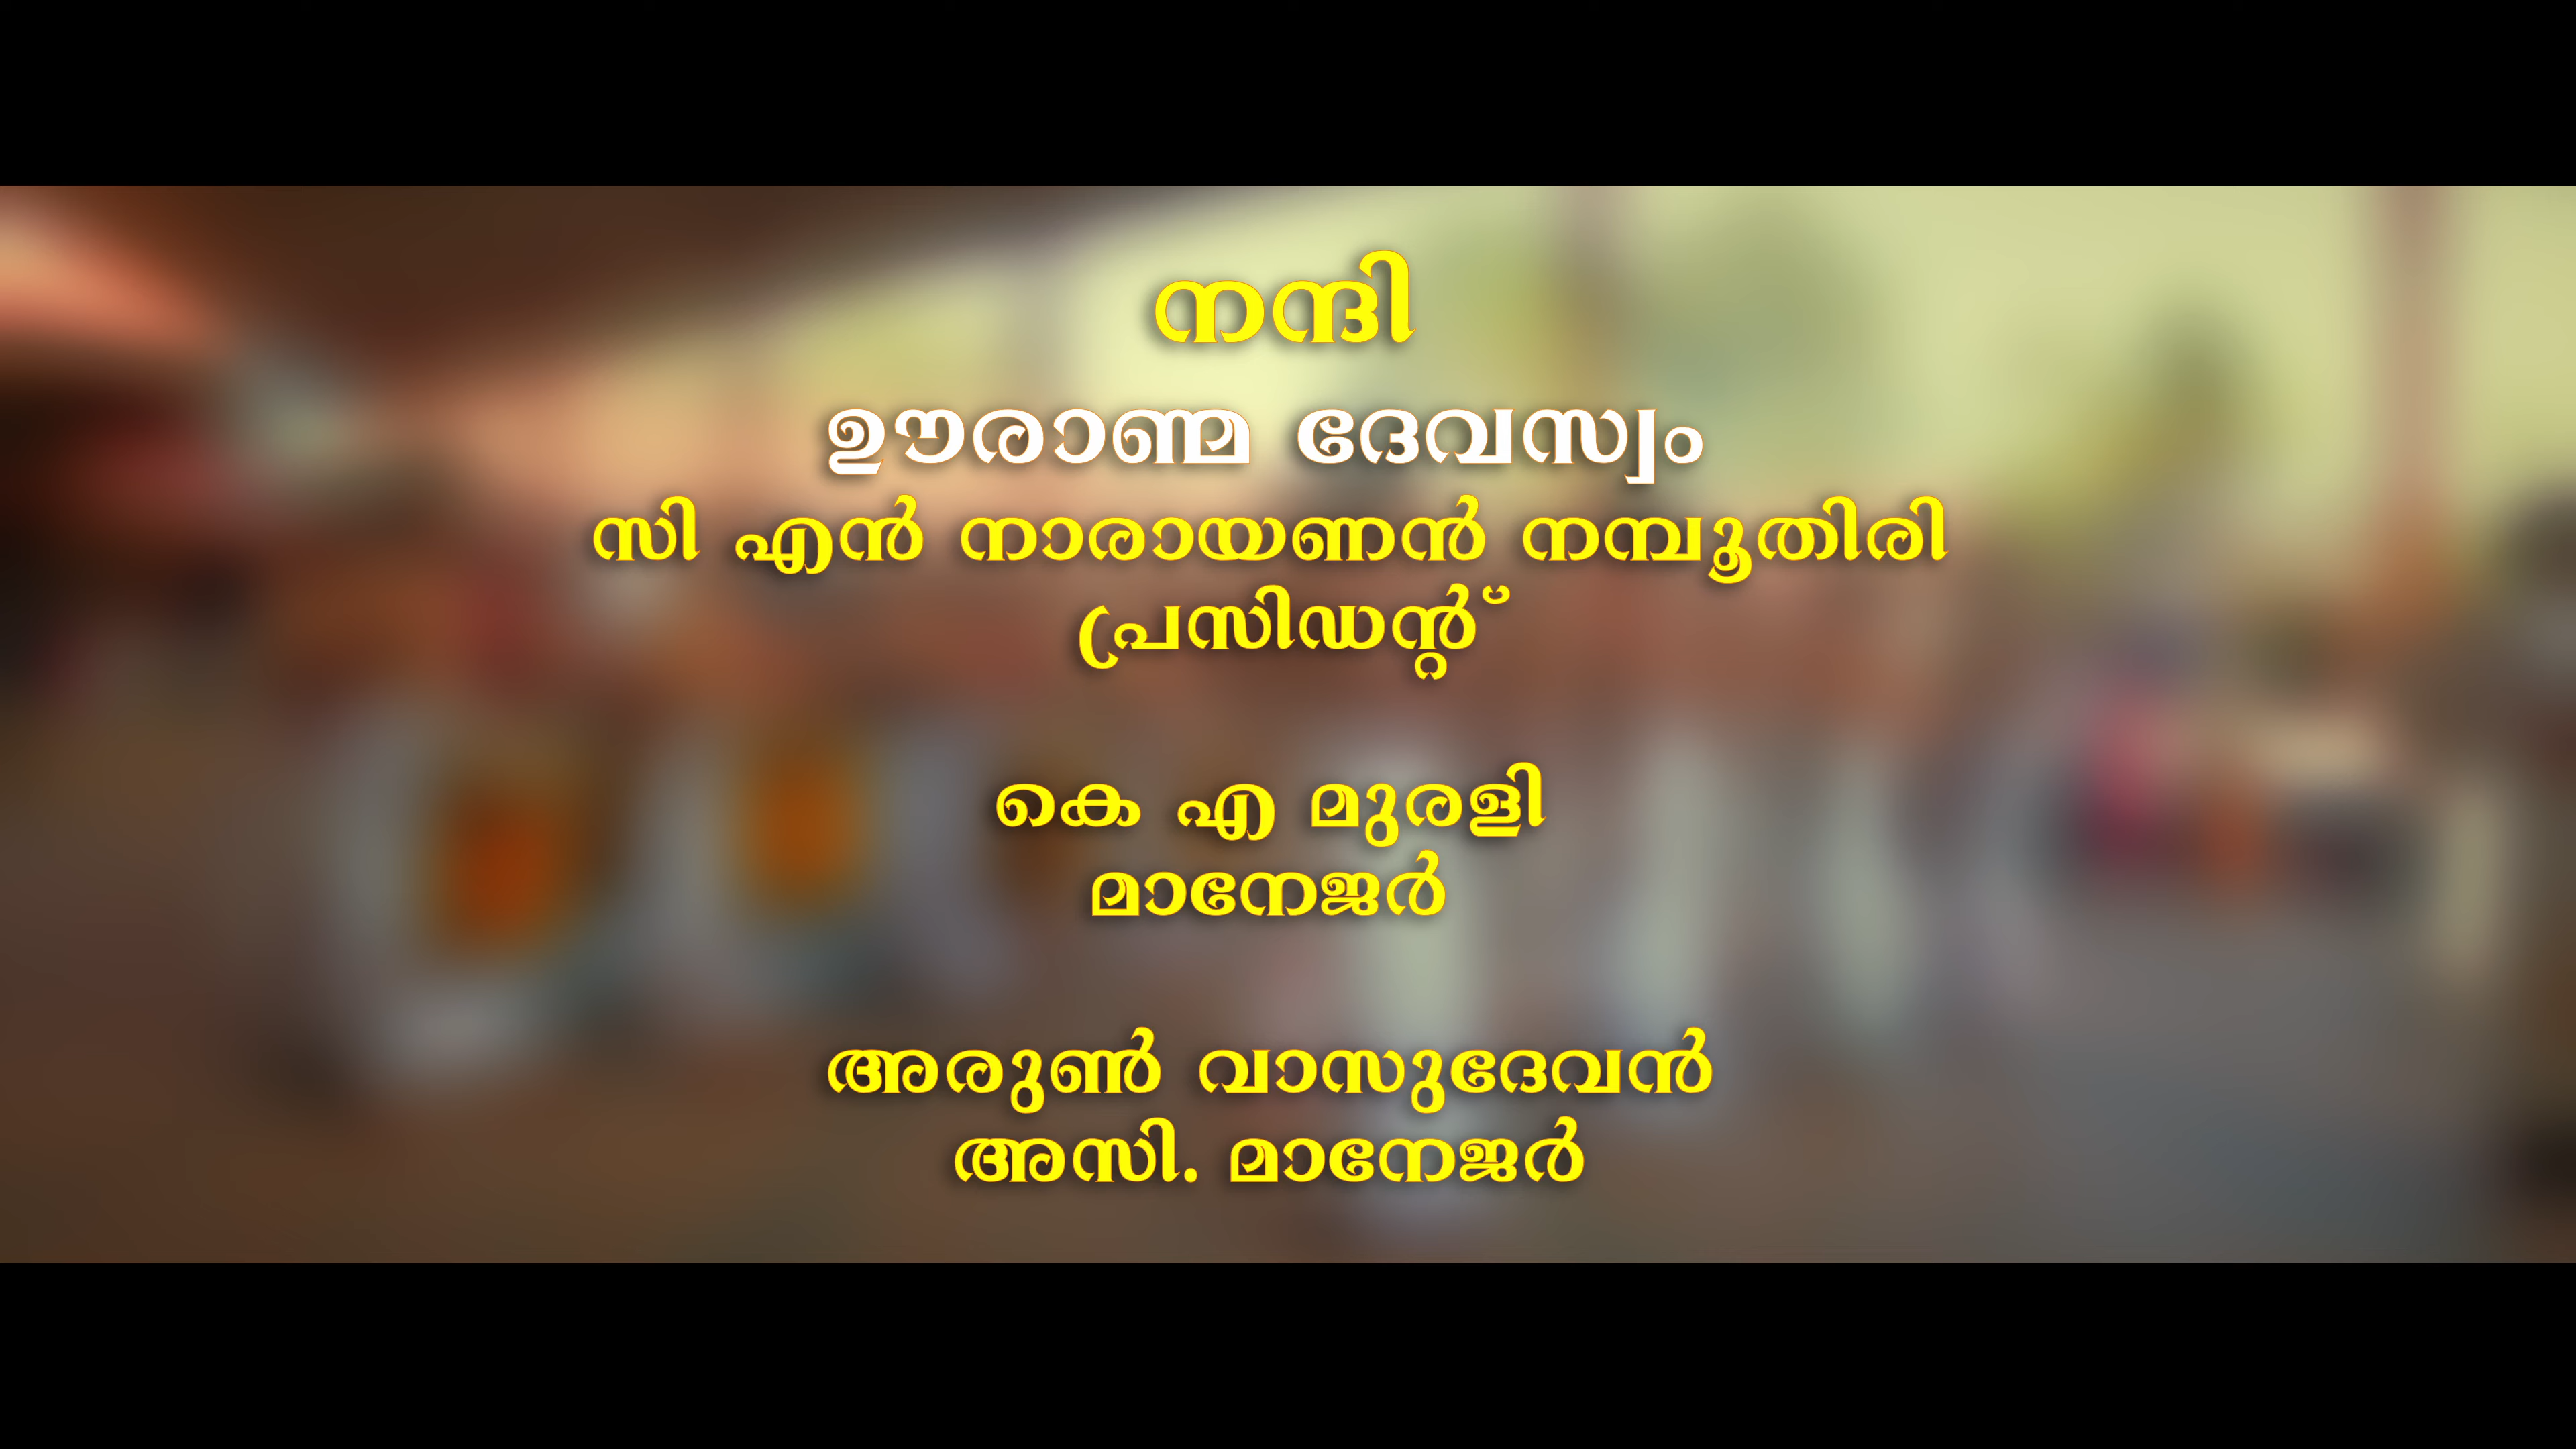 നന്ദി
ഊരാണ്മ ദേവസ്വം
സി എൻ നാരായണൻ നമ്പൂതിരി
പ്രസിഡന്റ്
കെ എ മുരളി
മാനേജർ
അരുൺ വാസുദേവൻ
അസി. മാനേജർ